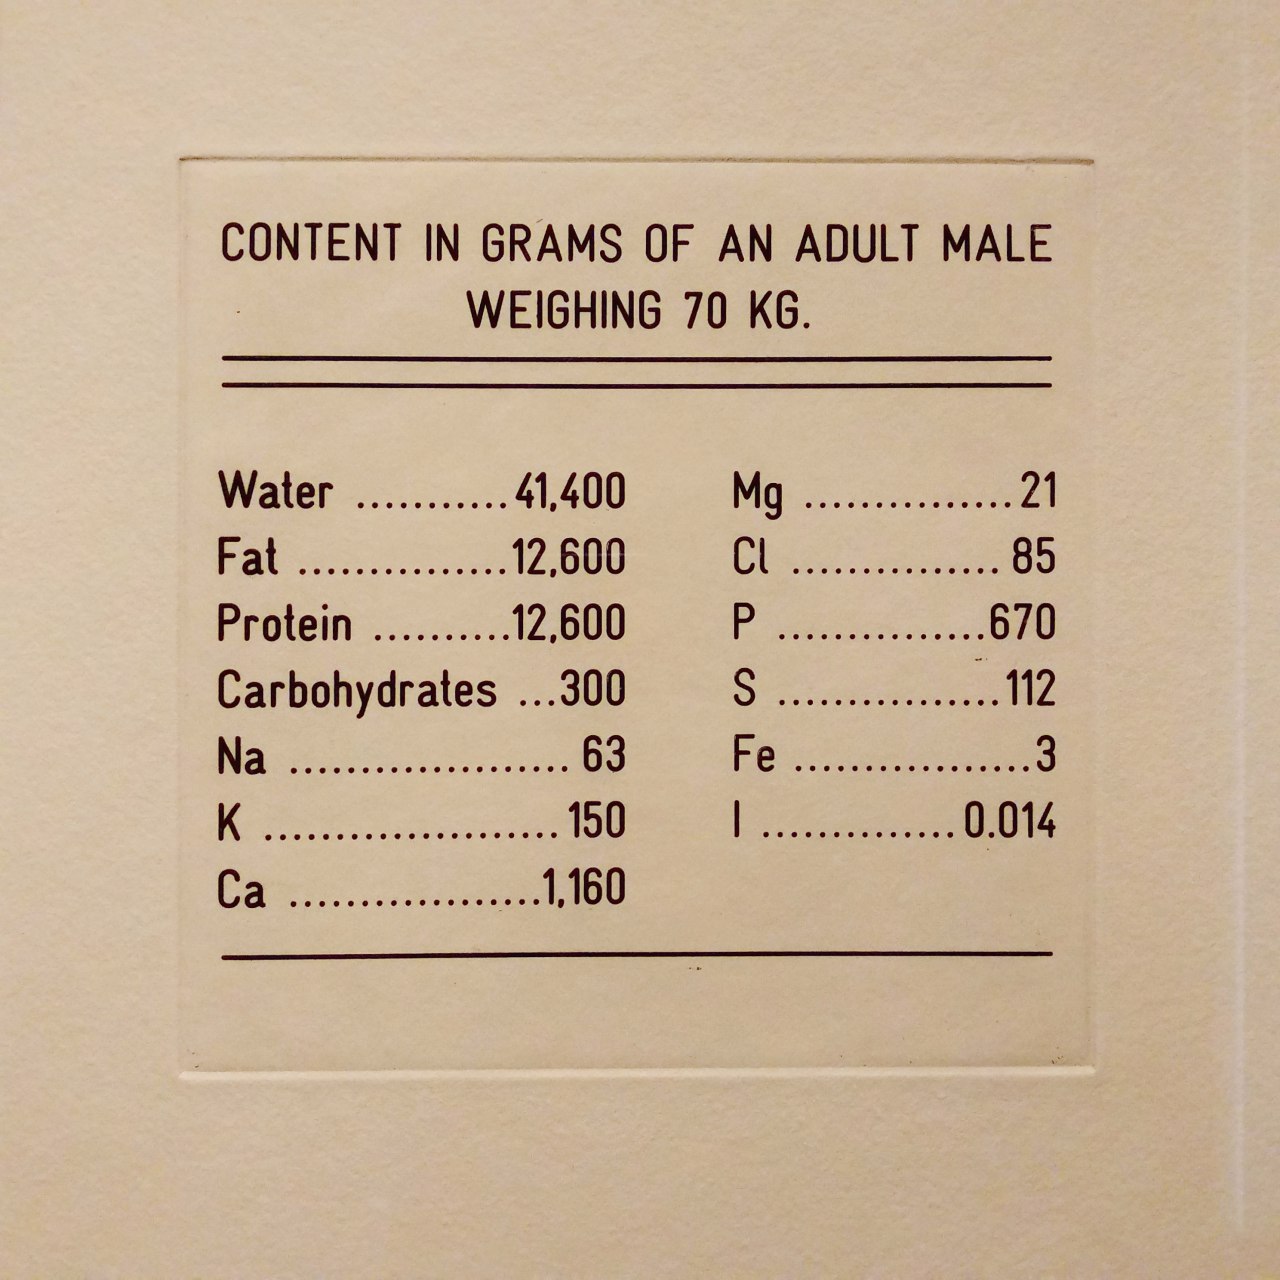 CONTENT IN GRAMS OF AN ADULT MALE
WEIGHING 70 KG.
Water ...........41,400
Fat ...............12,600
Protein ..........12,600
Carbohydrates ...300
Na .................... 63
K ..................... 150
Ca ..................1,160
Mg ...............21
Cl ............... 85
P ...............670
S ................112
Fe .................3
I ..............0.014